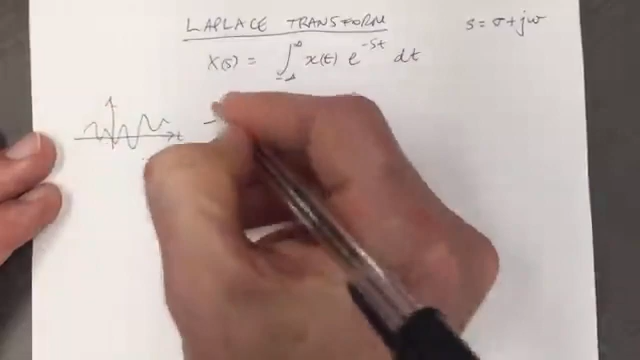 LAPLACE TRANSFORM
s = σ + jω
X(s) = ∫_{-∞}^{∞} x(t) e^{-st} dt
t